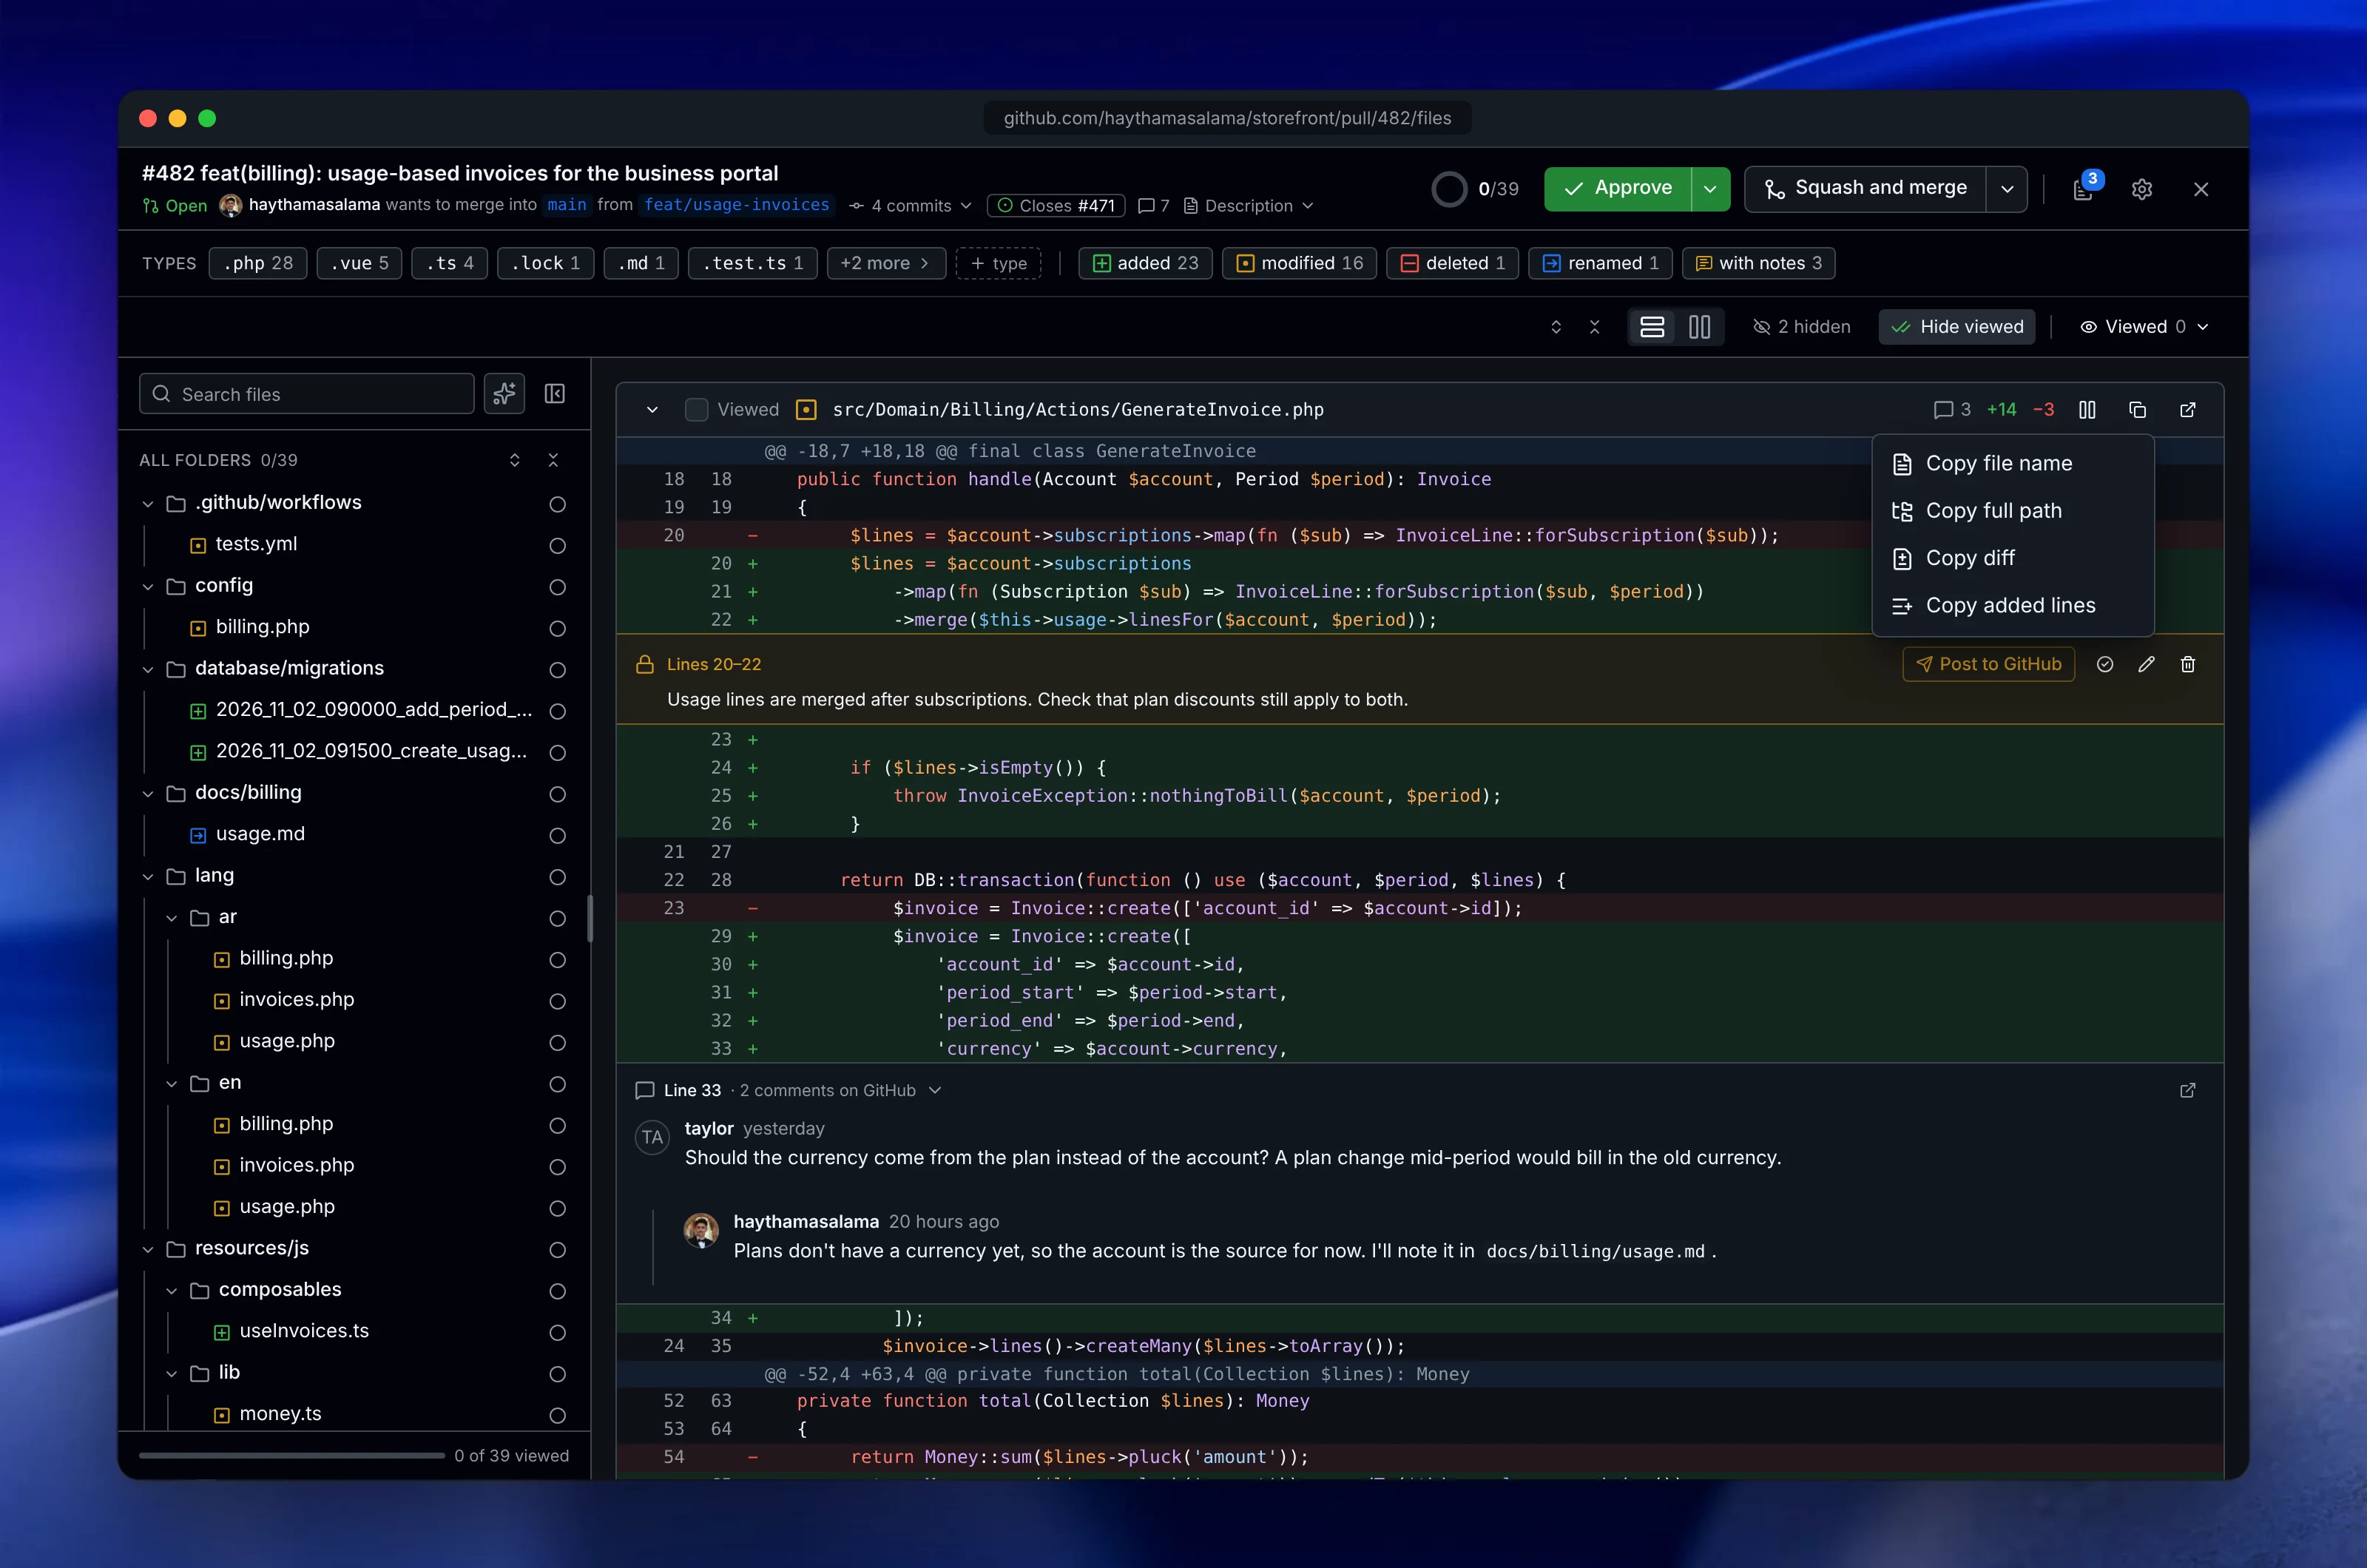 github.com/haythamasalama/storefront/pull/482/files
#482 feat(billing): usage-based invoices for the business portal
Open haythamasalama wants to merge into main from feat/usage-invoices 4 commits Closes #471 7 Description
0/39 Approve Squash and merge 3
TYPES .php 28 .vue 5 .ts 4 .lock 1 .md 1 .test.ts 1 +2 more + type added 23 modified 16 deleted 1 renamed 1 with notes 3
2 hidden Hide viewed Viewed 0
Search files
ALL FOLDERS 0/39
.github/workflows
tests.yml
config
billing.php
database/migrations
2026_11_02_090000_add_period_...
2026_11_02_091500_create_usag...
docs/billing
usage.md
lang
ar
billing.php
invoices.php
usage.php
en
billing.php
invoices.php
usage.php
resources/js
composables
useInvoices.ts
lib
money.ts
0 of 39 viewed
Viewed src/Domain/Billing/Actions/GenerateInvoice.php 3 +14 −3
Copy file name
Copy full path
Copy diff
Copy added lines
@@ -18,7 +18,18 @@ final class GenerateInvoice
18 18 public function handle(Account $account, Period $period): Invoice
19 19 {
20 − $lines = $account->subscriptions->map(fn ($sub) => InvoiceLine::forSubscription($sub));
20 + $lines = $account->subscriptions
21 + ->map(fn (Subscription $sub) => InvoiceLine::forSubscription($sub, $period))
22 + ->merge($this->usage->linesFor($account, $period));
Lines 20–22 Post to GitHub
Usage lines are merged after subscriptions. Check that plan discounts still apply to both.
23 +
24 + if ($lines->isEmpty()) {
25 + throw InvoiceException::nothingToBill($account, $period);
26 + }
21 27
22 28 return DB::transaction(function () use ($account, $period, $lines) {
23 − $invoice = Invoice::create(['account_id' => $account->id]);
29 + $invoice = Invoice::create([
30 + 'account_id' => $account->id,
31 + 'period_start' => $period->start,
32 + 'period_end' => $period->end,
33 + 'currency' => $account->currency,
Line 33 · 2 comments on GitHub
TA taylor yesterday
Should the currency come from the plan instead of the account? A plan change mid-period would bill in the old currency.
haythamasalama 20 hours ago
Plans don't have a currency yet, so the account is the source for now. I'll note it in docs/billing/usage.md.
34 + ]);
24 35 $invoice->lines()->createMany($lines->toArray());
@@ -52,4 +63,4 @@ private function total(Collection $lines): Money
52 63 private function total(Collection $lines): Money
53 64 {
54 − return Money::sum($lines->pluck('amount'));